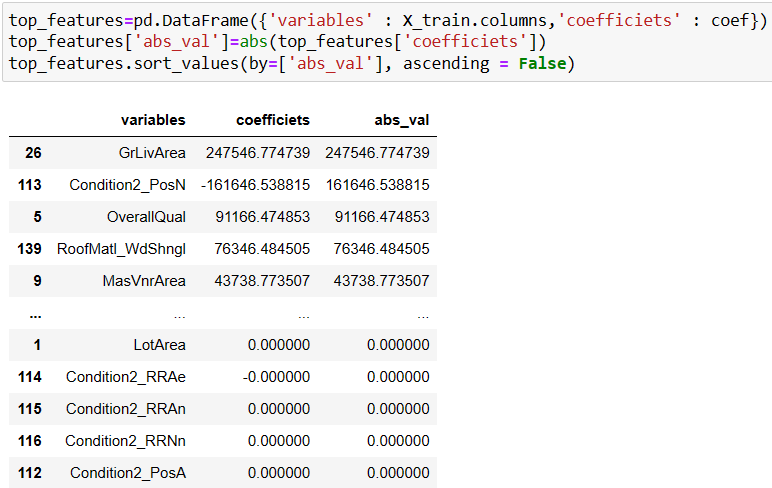 top_features=pd.DataFrame({'variables' : X_train.columns,'coefficiets' : coef})
top_features['abs_val']=abs(top_features['coefficiets'])
top_features.sort_values(by=['abs_val'], ascending = False)
variables coefficiets abs_val
26 GrLivArea 247546.774739 247546.774739
113 Condition2_PosN -161646.538815 161646.538815
5 OverallQual 91166.474853 91166.474853
139 RoofMatl_WdShngl 76346.484505 76346.484505
9 MasVnrArea 43738.773507 43738.773507
... ... ... ...
1 LotArea 0.000000 0.000000
114 Condition2_RRAe -0.000000 0.000000
115 Condition2_RRAn 0.000000 0.000000
116 Condition2_RRNn 0.000000 0.000000
112 Condition2_PosA 0.000000 0.000000